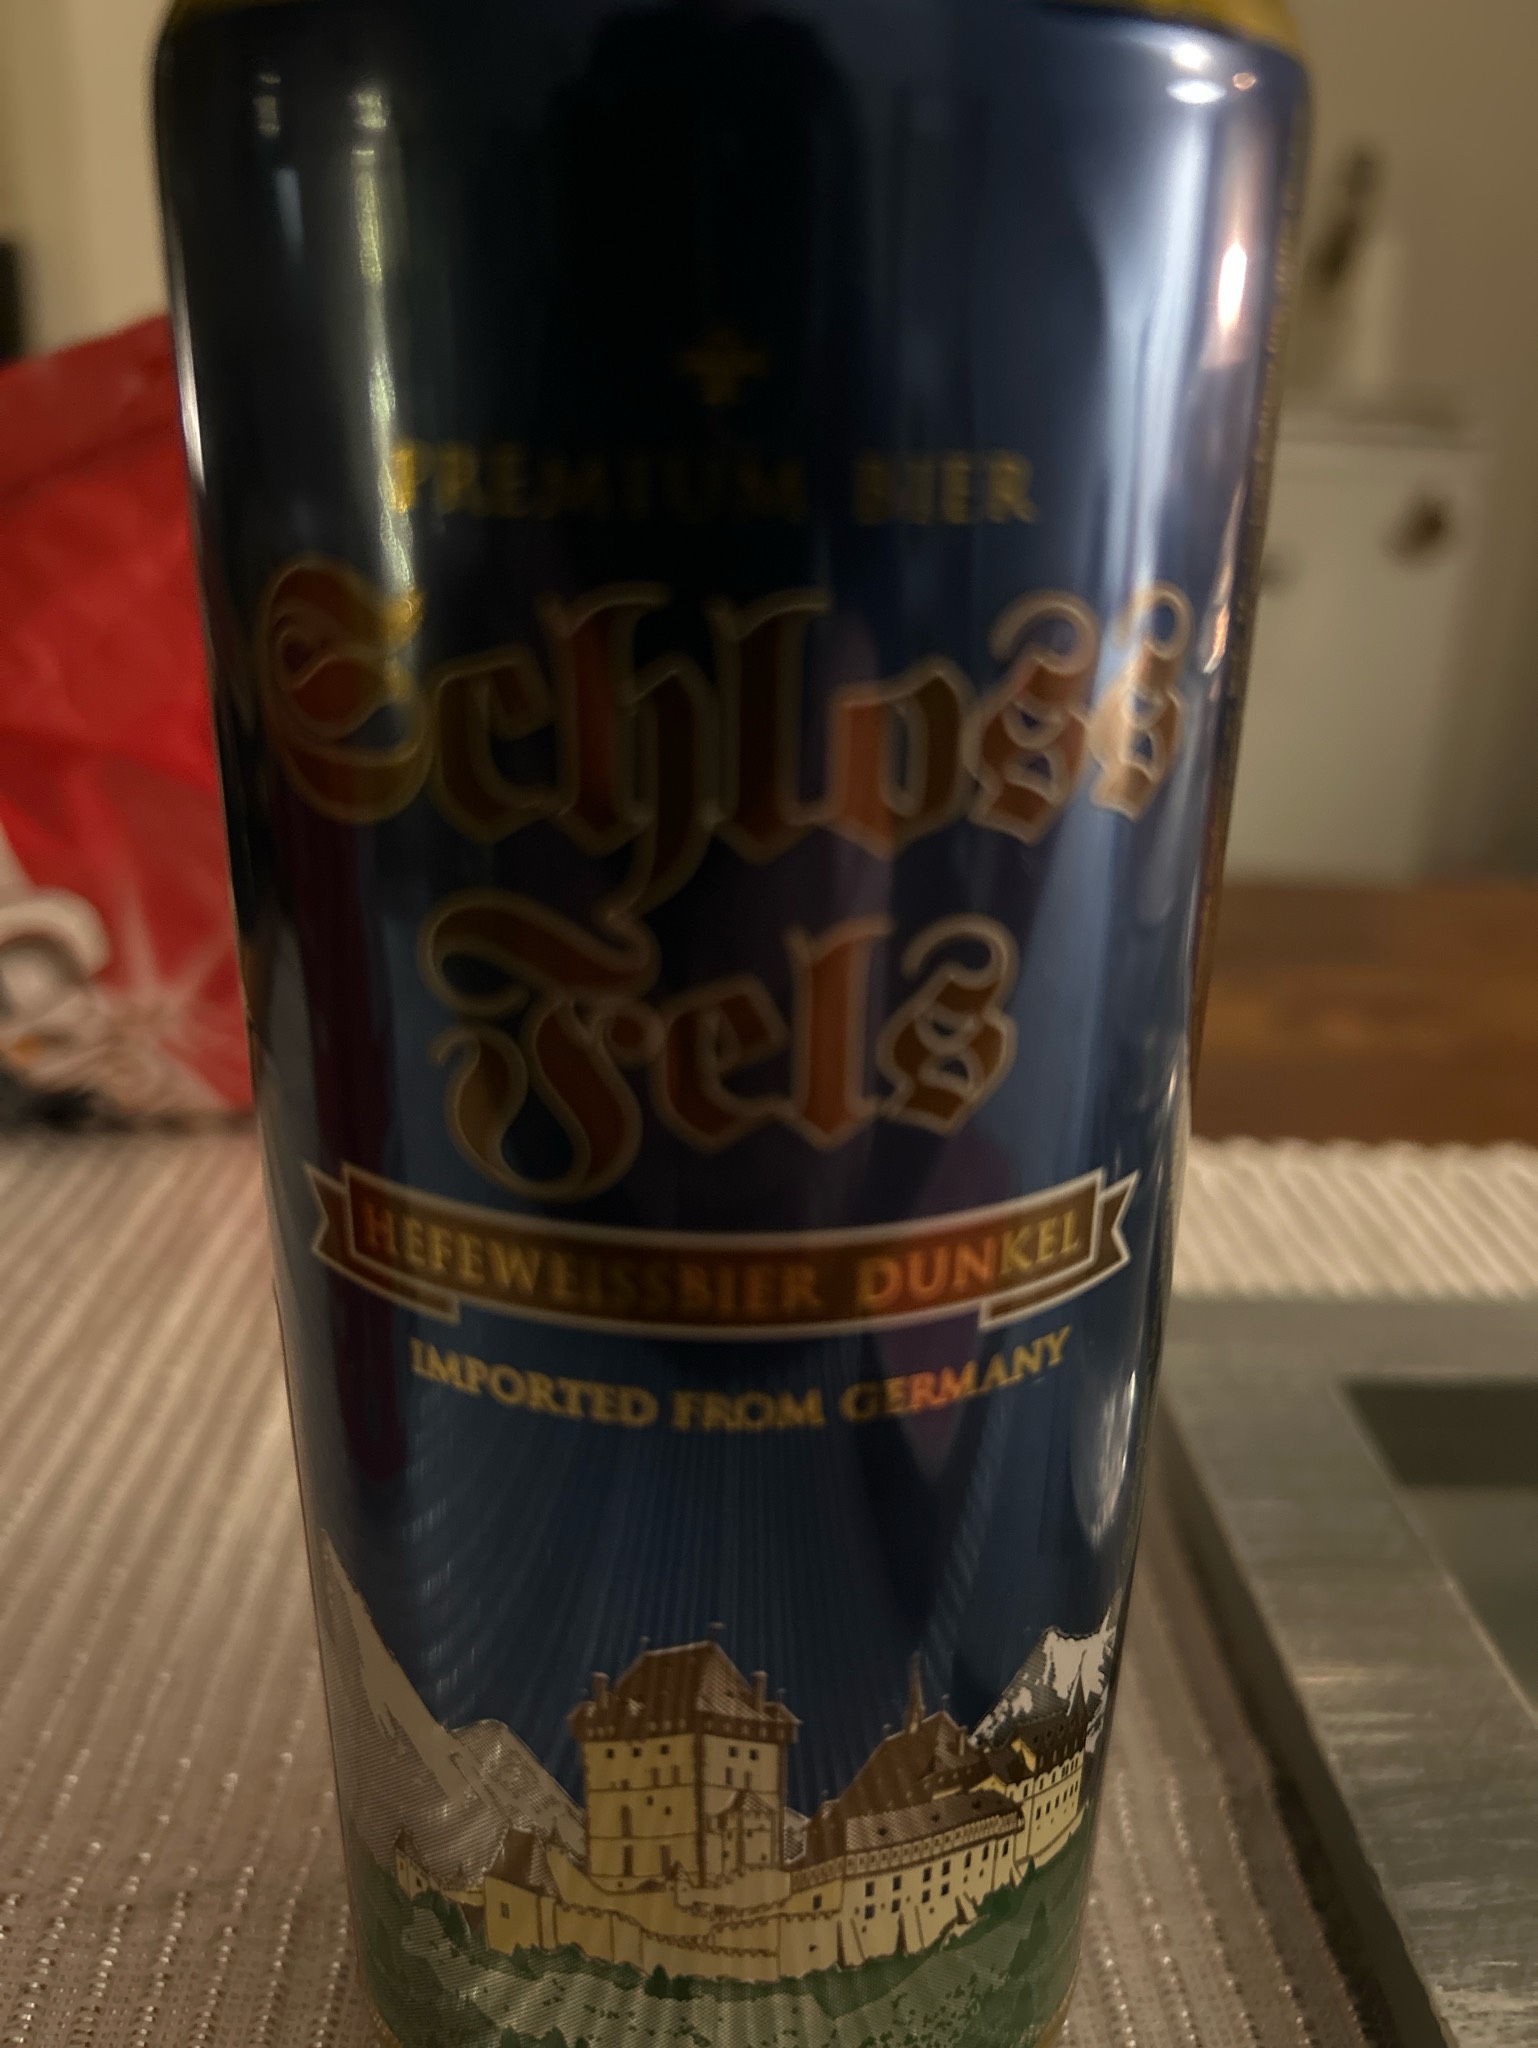 PREMIUM BIER
Schloss
Fels
HEFEWEISSBIER DUNKEL
IMPORTED FROM GERMANY